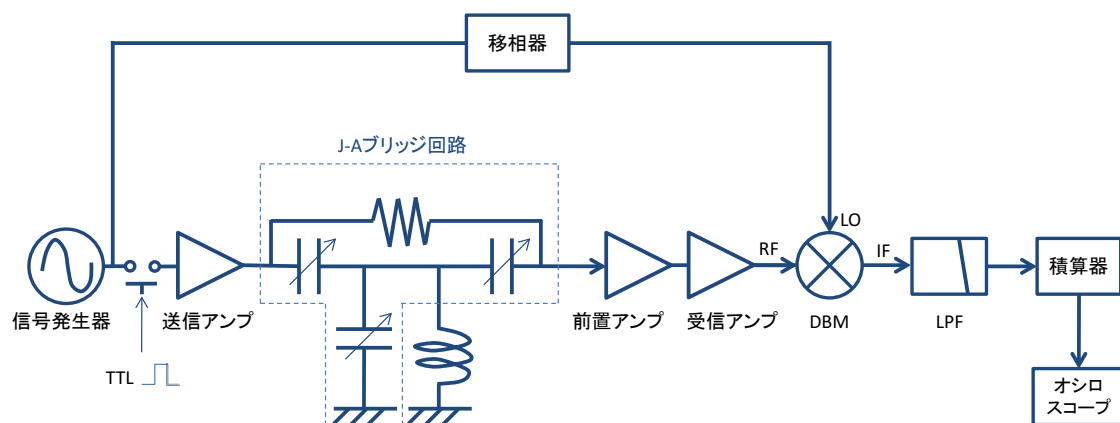 移相器
J-Aブリッジ回路
LO
RF
IF
積算器
信号発生器
送信アンプ
前置アンプ
受信アンプ
DBM
LPF
TTL
オシロ
スコープ